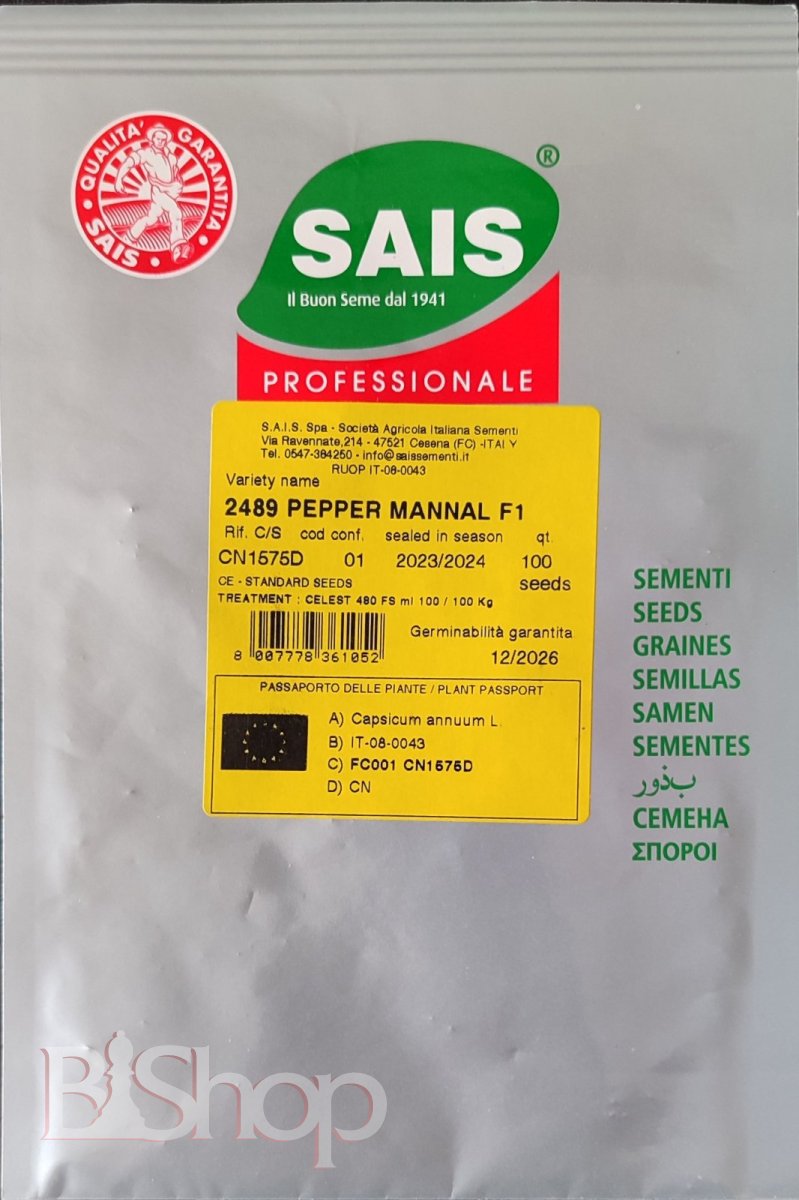 QUALITA' GARANTITA
SAIS
SAIS ®
Il Buon Seme dal 1941
PROFESSIONALE
S.A.I.S. Spa - Società Agricola Italiana Sementi
Via Ravennate,214 - 47521 Cesena (FC) -ITALY
Tel. 0547-384250 - info@saissementi.it
RUOP IT-08-0043
Variety name
2489 PEPPER MANNAL F1
Rif. C/S cod conf. sealed in season qt.
CN1575D 01 2023/2024 100
CE - STANDARD SEEDS seeds
TREATMENT : CELEST 480 FS ml 100 / 100 Kg
Germinabilità garantita
8 007778 361052 12/2026
PASSAPORTO DELLE PIANTE / PLANT PASSPORT
A) Capsicum annuum L.
B) IT-08-0043
C) FC001 CN1575D
D) CN
SEMENTI
SEEDS
GRAINES
SEMILLAS
SAMEN
SEMENTES
بذور
СЕМЕНА
ΣΠΟΡΟΙ
BiShop